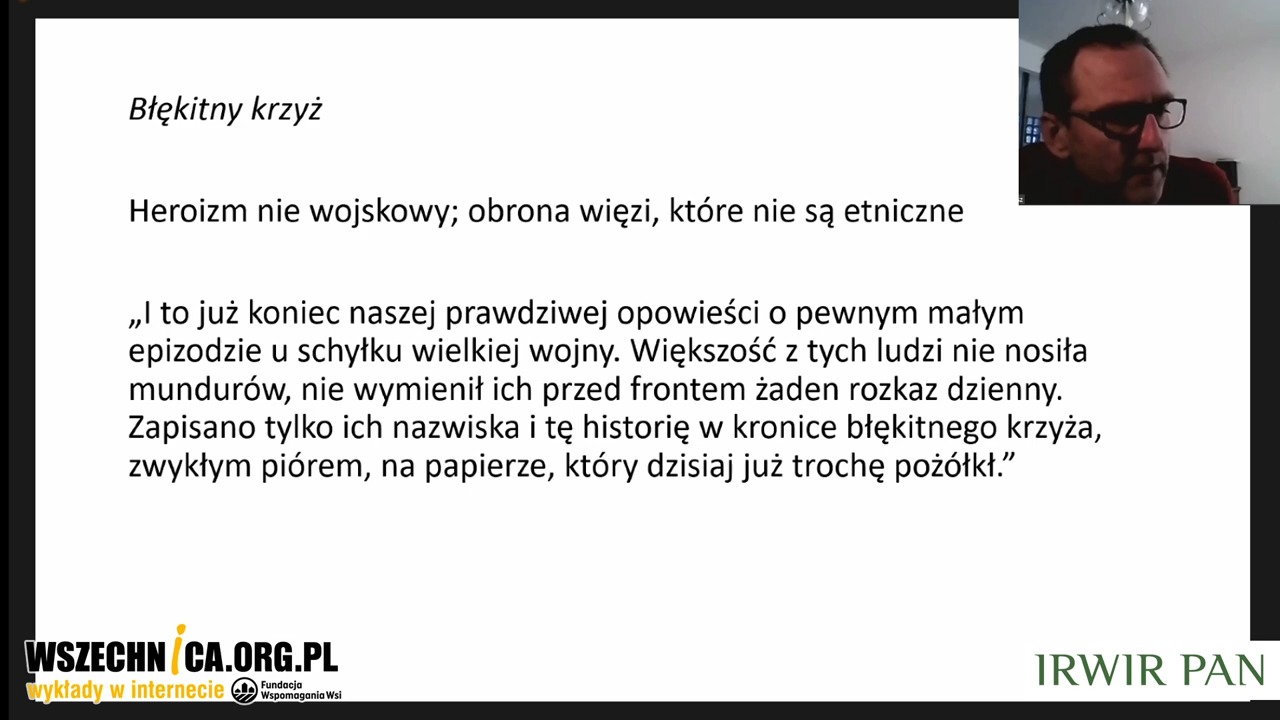 Błękitny krzyż
Heroizm nie wojskowy; obrona więzi, które nie są etniczne
„I to już koniec naszej prawdziwej opowieści o pewnym małym
epizodzie u schyłku wielkiej wojny. Większość z tych ludzi nie nosiła
mundurów, nie wymienił ich przed frontem żaden rozkaz dzienny.
Zapisano tylko ich nazwiska i tę historię w kronice błękitnego krzyża,
zwykłym piórem, na papierze, który dzisiaj już trochę pożółkł.”
WSZECHNiCA.ORG.PL
wykłady w internecie
Fundacja
Wspomagania Wsi
IRWIR PAN